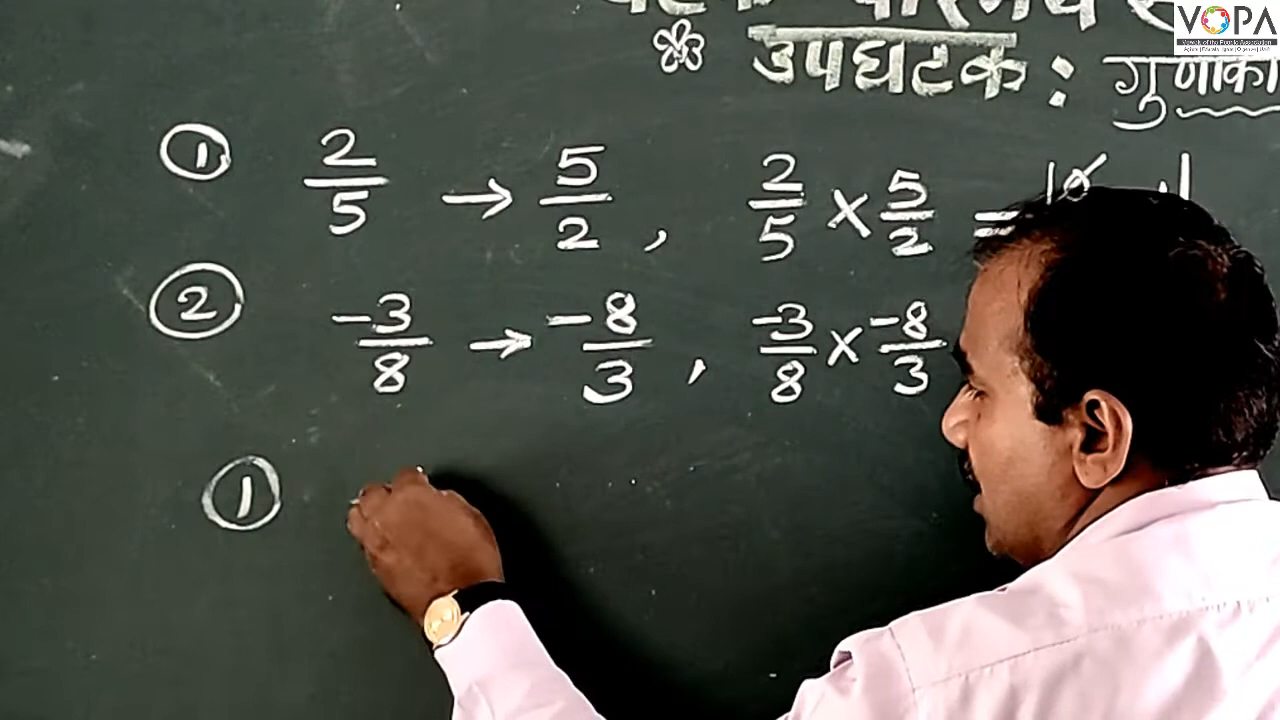 VOPA
उपघटक :
① 2/5 → 5/2 , 2/5 × 5/2 =
② -3/8 → -8/3 , -3/8 × -8/3
①